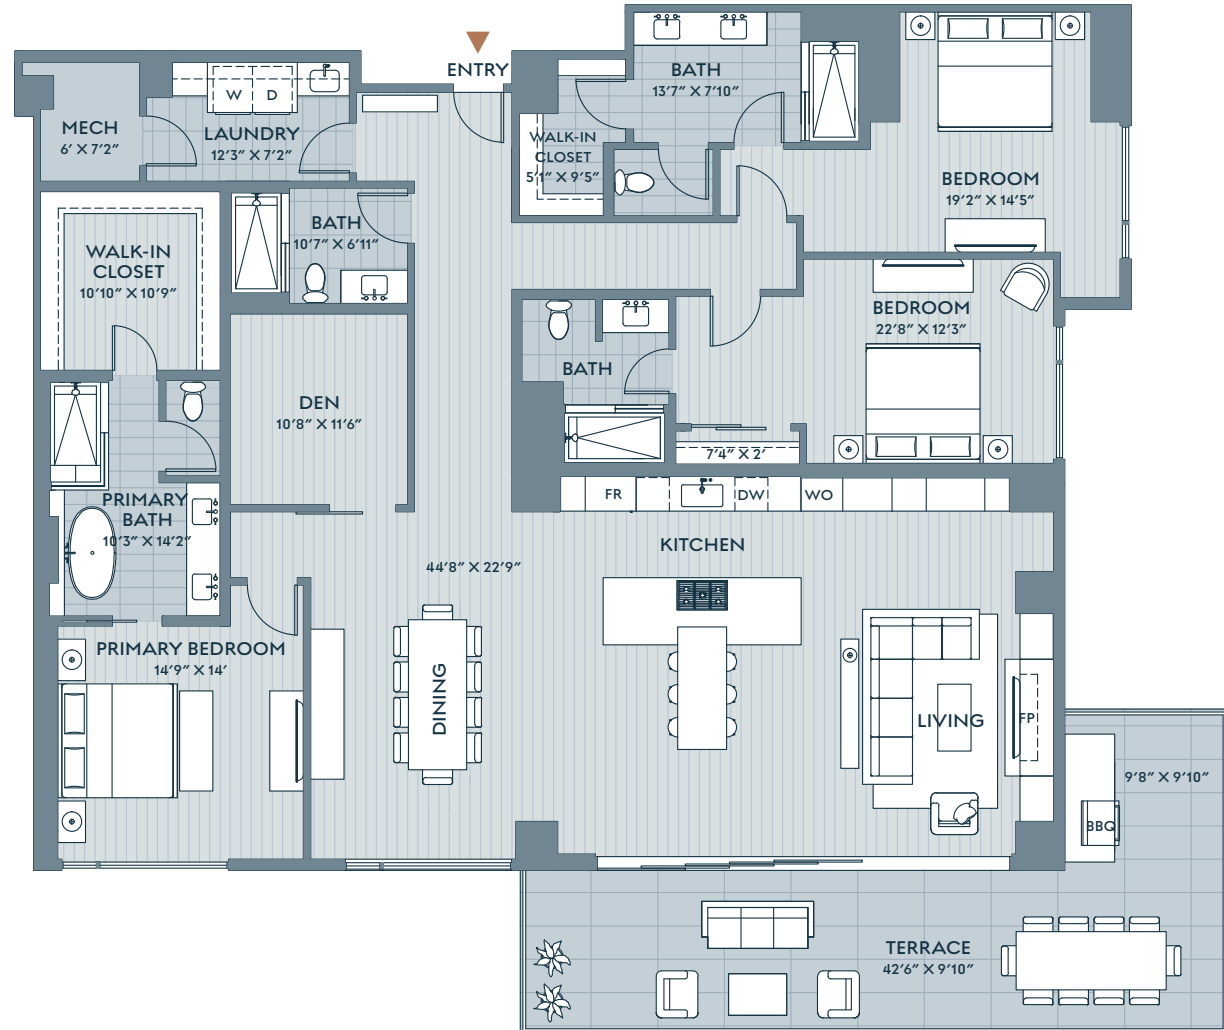 ENTRY
BATH
13'7" X 7'10"
W
D
MECH
6' X 7'2"
LAUNDRY
12'3" X 7'2"
WALK-IN
CLOSET
5'1" X 9'5"
BEDROOM
19'2" X 14'5"
BATH
10'7" X 6'11"
WALK-IN
CLOSET
10'10" X 10'9"
BEDROOM
22'8" X 12'3"
BATH
DEN
10'8" X 11'6"
7'4" X 2'
PRIMARY
BATH
10'3" X 14'2"
FR
DW
WO
KITCHEN
44'8" X 22'9"
PRIMARY BEDROOM
14'9" X 14'
DINING
LIVING
FP
9'8" X 9'10"
BBQ
TERRACE
42'6" X 9'10"